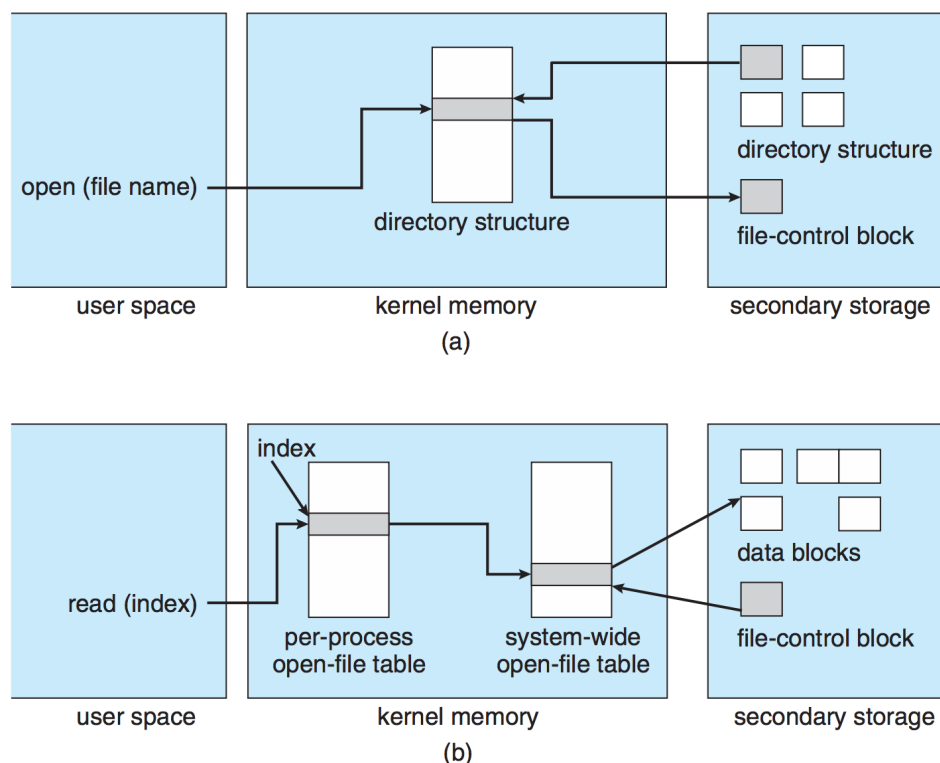 open (file name)
directory structure
directory structure
file-control block
user space
kernel memory
secondary storage
(a)
index
read (index)
per-process
open-file table
system-wide
open-file table
data blocks
file-control block
user space
kernel memory
secondary storage
(b)